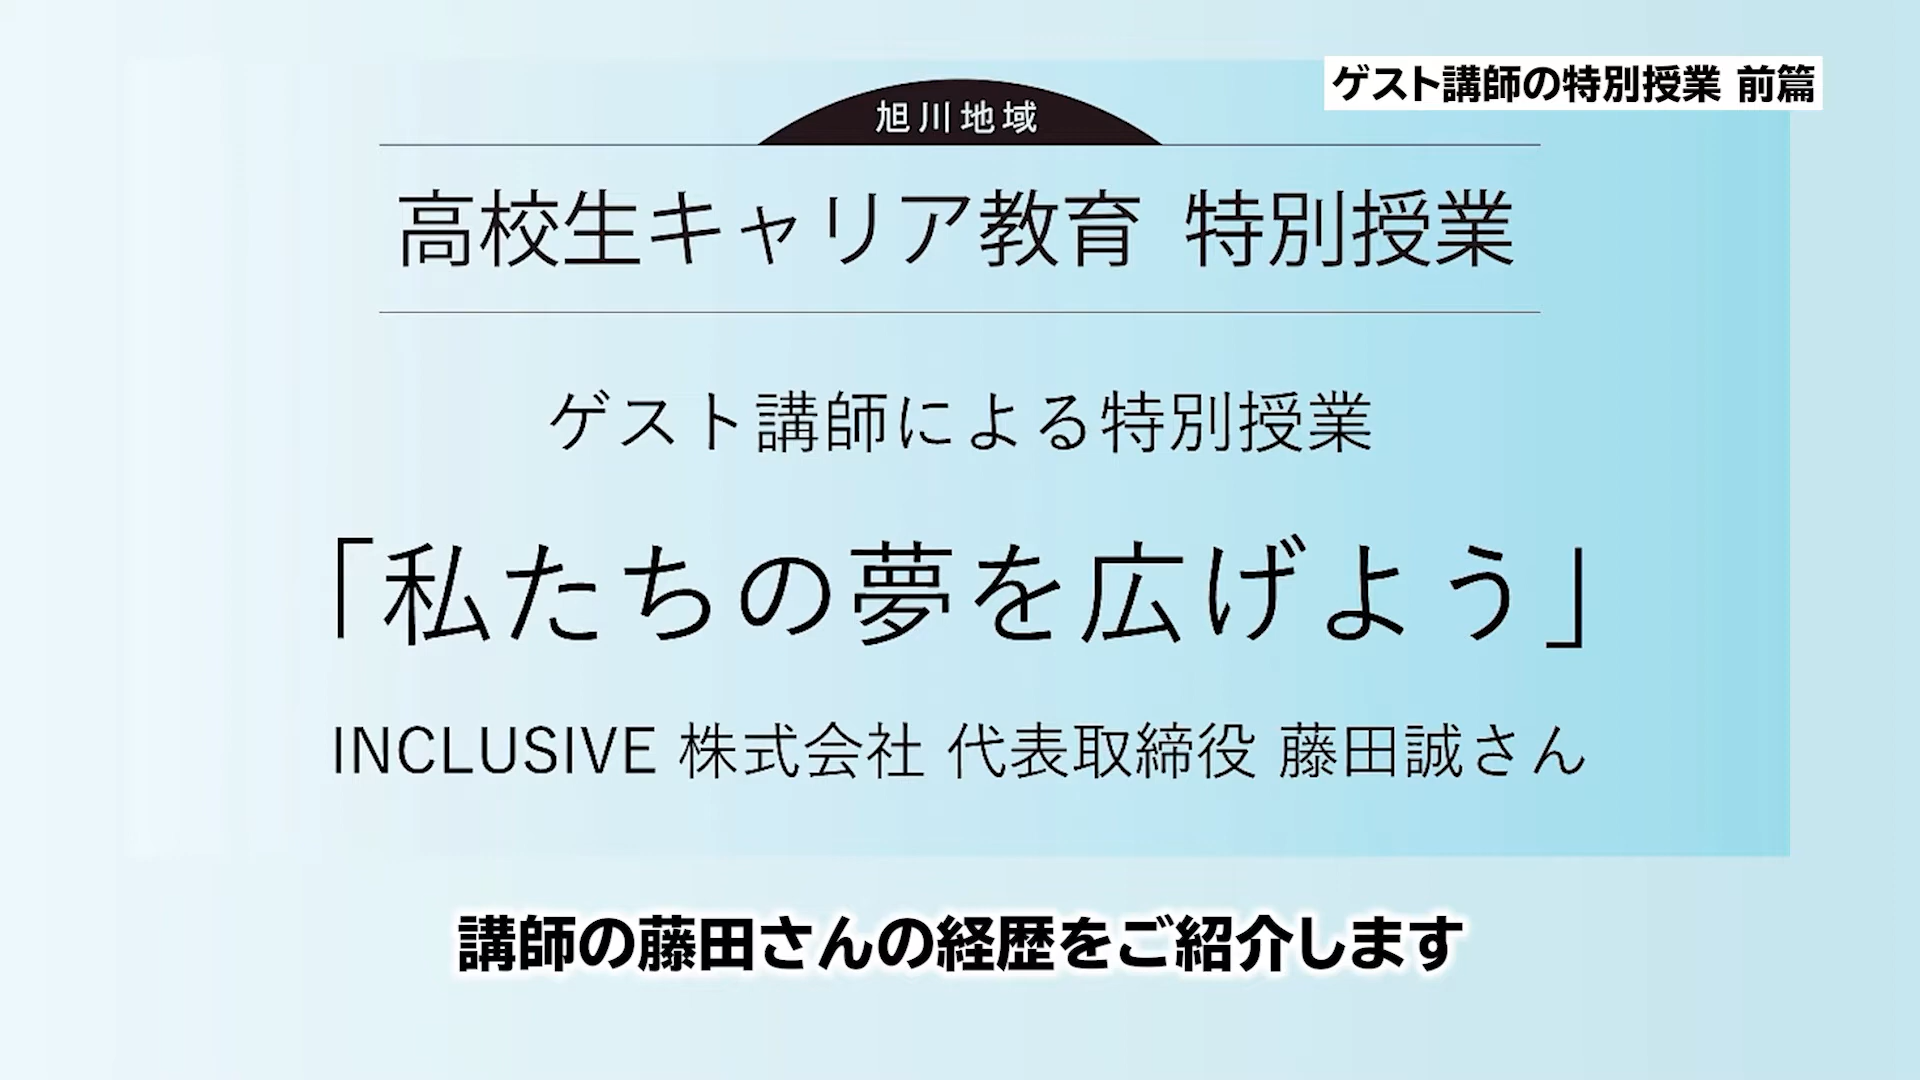 ゲスト講師の特別授業 前篇
旭川地域
高校生キャリア教育 特別授業
ゲスト講師による特別授業
「私たちの夢を広げよう」
INCLUSIVE 株式会社 代表取締役 藤田誠さん
講師の藤田さんの経歴をご紹介します